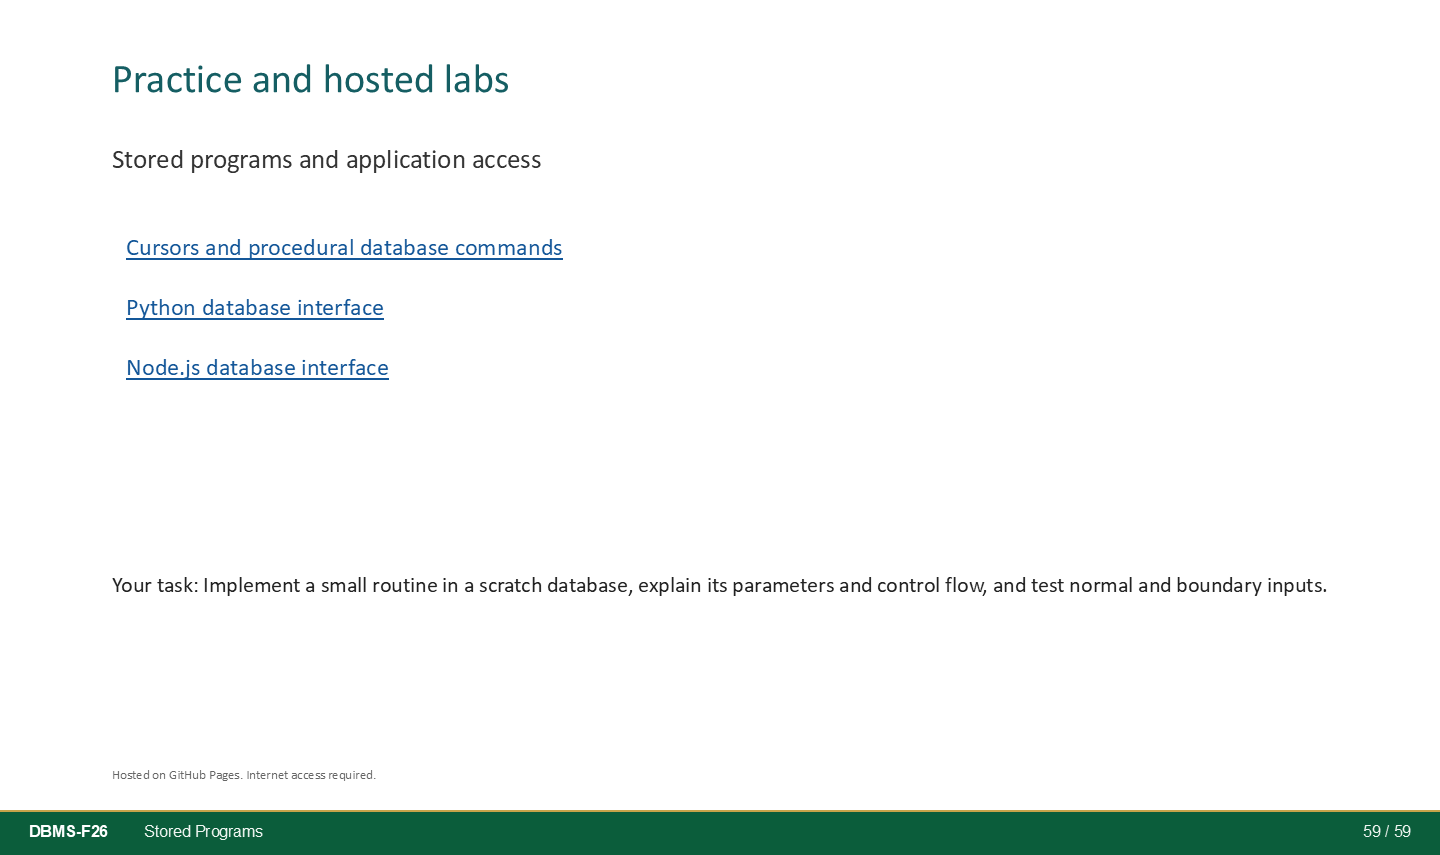 Practice and hosted labs
Stored programs and application access
Cursors and procedural database commands
Python database interface
Node.js database interface
Your task: Implement a small routine in a scratch database, explain its parameters and control flow, and test normal and boundary inputs.
Hosted on GitHub Pages. Internet access required.
DBMS-F26 Stored Programs 59 / 59